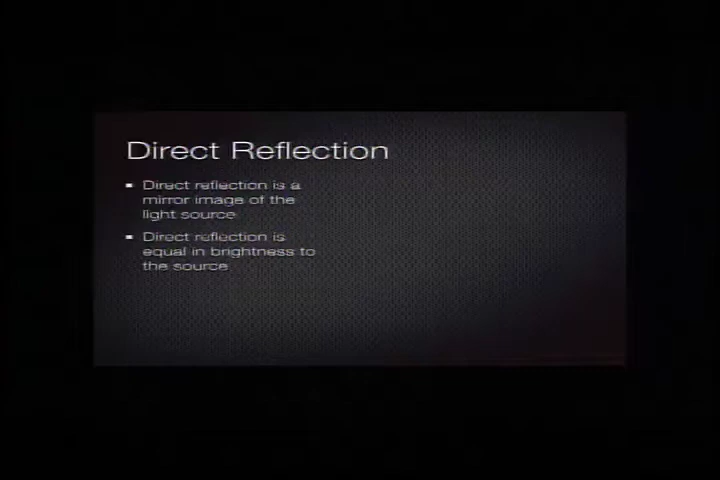 Direct Reflection
Direct reflection is a
mirror image of the
light source
Direct reflection is
equal in brightness to
the source